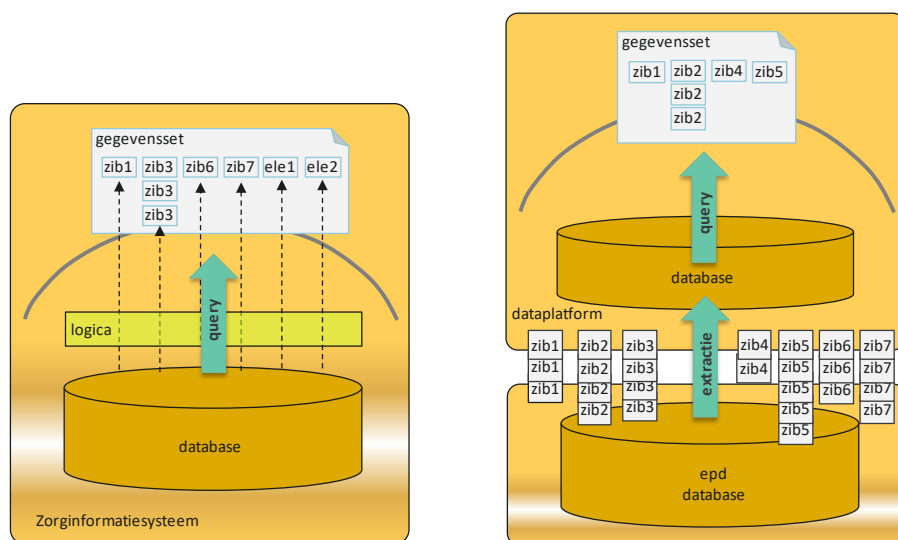 gegevensset
zib1 zib3 zib6 zib7 ele1 ele2
zib3
zib3
query
logica
database
Zorginformatiesysteem
gegevensset
zib1 zib2 zib4 zib5
zib2
zib2
query
database
dataplatform
extractie
zib1 zib2 zib3 zib4 zib5 zib6 zib7
zib1 zib2 zib3 zib4 zib5 zib6 zib7
zib1 zib2 zib3 zib5 zib6 zib7
zib2 zib3 zib5 zib7
zib5
epd
database